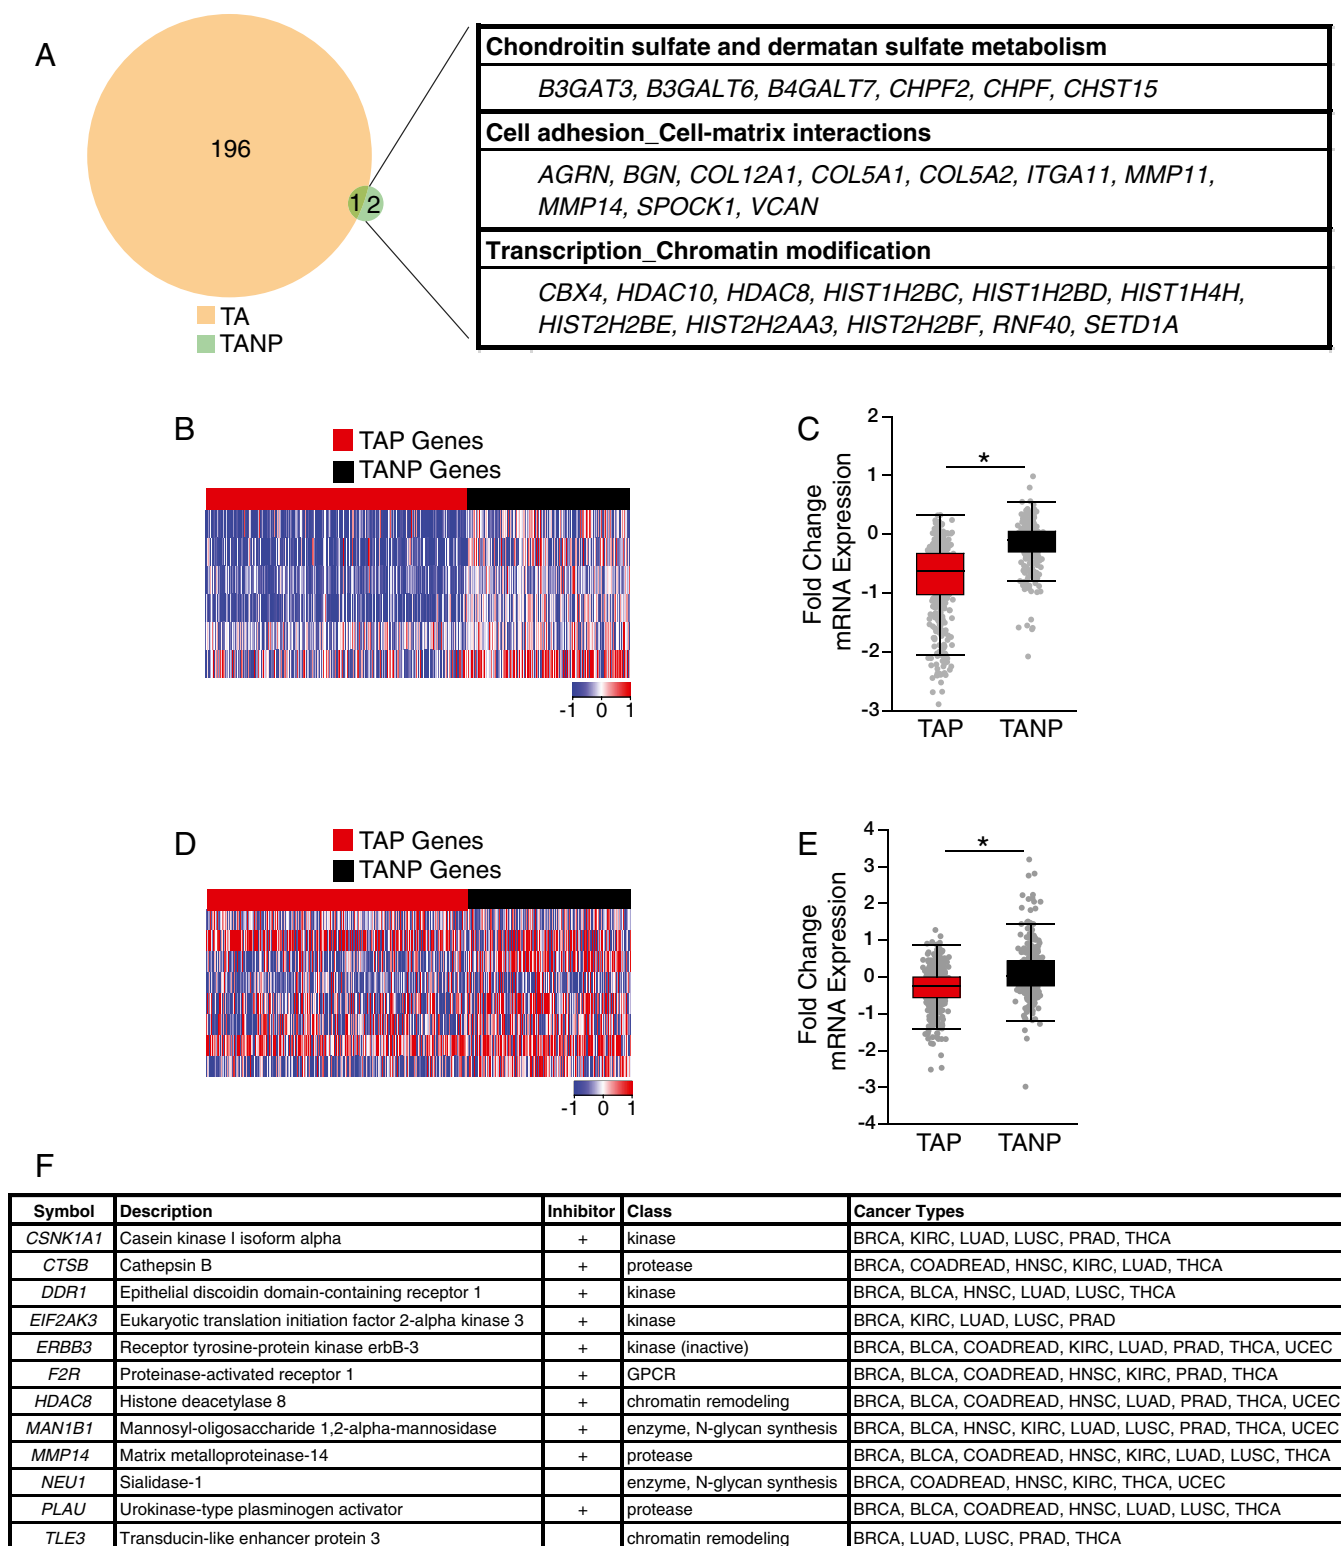 A
196
1 2
TA
TANP
Chondroitin sulfate and dermatan sulfate metabolism
B3GAT3, B3GALT6, B4GALT7, CHPF2, CHPF, CHST15
Cell adhesion_Cell-matrix interactions
AGRN, BGN, COL12A1, COL5A1, COL5A2, ITGA11, MMP11,
MMP14, SPOCK1, VCAN
Transcription_Chromatin modification
CBX4, HDAC10, HDAC8, HIST1H2BC, HIST1H2BD, HIST1H4H,
HIST2H2BE, HIST2H2AA3, HIST2H2BF, RNF40, SETD1A
B
TAP Genes
TANP Genes
-1 0 1
C
Fold Change
mRNA Expression
2
1
0
-1
-2
-3
*
TAP TANP
D
TAP Genes
TANP Genes
-1 0 1
E
Fold Change
mRNA Expression
4
3
2
1
0
-1
-2
-3
-4
*
TAP TANP
F
Symbol Description Inhibitor Class Cancer Types
CSNK1A1 Casein kinase I isoform alpha + kinase BRCA, KIRC, LUAD, LUSC, PRAD, THCA
CTSB Cathepsin B + protease BRCA, COADREAD, HNSC, KIRC, LUAD, THCA
DDR1 Epithelial discoidin domain-containing receptor 1 + kinase BRCA, BLCA, HNSC, LUAD, LUSC, THCA
EIF2AK3 Eukaryotic translation initiation factor 2-alpha kinase 3 + kinase BRCA, KIRC, LUAD, LUSC, PRAD
ERBB3 Receptor tyrosine-protein kinase erbB-3 + kinase (inactive) BRCA, BLCA, COADREAD, KIRC, LUAD, PRAD, THCA, UCEC
F2R Proteinase-activated receptor 1 + GPCR BRCA, BLCA, COADREAD, HNSC, KIRC, PRAD, THCA
HDAC8 Histone deacetylase 8 + chromatin remodeling BRCA, BLCA, COADREAD, HNSC, LUAD, PRAD, THCA, UCEC
MAN1B1 Mannosyl-oligosaccharide 1,2-alpha-mannosidase + enzyme, N-glycan synthesis BRCA, BLCA, HNSC, KIRC, LUAD, LUSC, PRAD, THCA, UCEC
MMP14 Matrix metalloproteinase-14 + protease BRCA, BLCA, COADREAD, HNSC, KIRC, LUAD, LUSC, THCA
NEU1 Sialidase-1 enzyme, N-glycan synthesis BRCA, COADREAD, HNSC, KIRC, THCA, UCEC
PLAU Urokinase-type plasminogen activator + protease BRCA, BLCA, COADREAD, HNSC, LUAD, LUSC, THCA
TLE3 Transducin-like enhancer protein 3 chromatin remodeling BRCA, LUAD, LUSC, PRAD, THCA